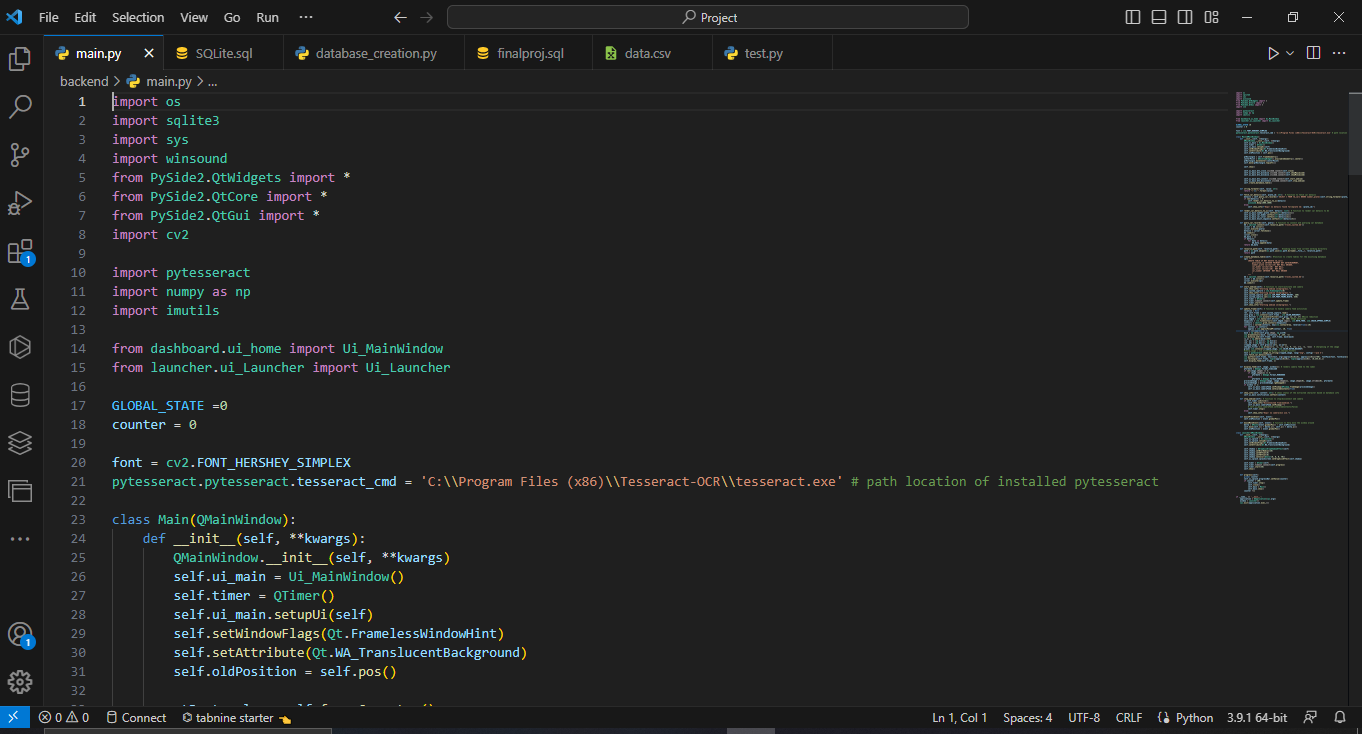 File Edit Selection View Go Run ··· Project
main.py SQLite.sql database_creation.py finalproj.sql data.csv test.py
backend > main.py > ...
1 import os
2 import sqlite3
3 import sys
4 import winsound
5 from PySide2.QtWidgets import *
6 from PySide2.QtCore import *
7 from PySide2.QtGui import *
8 import cv2
9
10 import pytesseract
11 import numpy as np
12 import imutils
13
14 from dashboard.ui_home import Ui_MainWindow
15 from launcher.ui_Launcher import Ui_Launcher
16
17 GLOBAL_STATE =0
18 counter = 0
19
20 font = cv2.FONT_HERSHEY_SIMPLEX
21 pytesseract.pytesseract.tesseract_cmd = 'C:\\Program Files (x86)\\Tesseract-OCR\\tesseract.exe' # path location of installed pytesseract
22
23 class Main(QMainWindow):
24     def __init__(self, **kwargs):
25         QMainWindow.__init__(self, **kwargs)
26         self.ui_main = Ui_MainWindow()
27         self.timer = QTimer()
28         self.ui_main.setupUi(self)
29         self.setWindowFlags(Qt.FramelessWindowHint)
30         self.setAttribute(Qt.WA_TranslucentBackground)
31         self.oldPosition = self.pos()
32
1
1
0 0 Connect tabnine starter Ln 1, Col 1 Spaces: 4 UTF-8 CRLF Python 3.9.1 64-bit